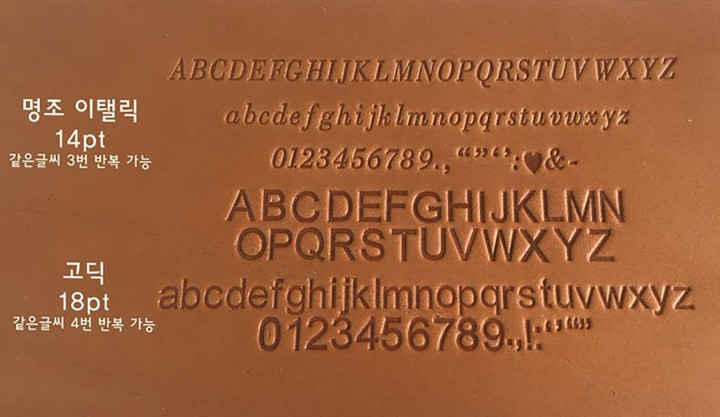 ABCDEFGHIJKLMNOPQRSTUVWXYZ
명조 이탤릭
14pt
같은글씨 3번 반복 가능
abcdefghijklmnopqrstuvwxyz
0123456789.,“”‘’:♥&-
ABCDEFGHIJKLMN
OPQRSTUVWXYZ
고딕
18pt
같은글씨 4번 반복 가능
abcdefghijklmnopqrstuvwxyz
0123456789.,!:‘’“”